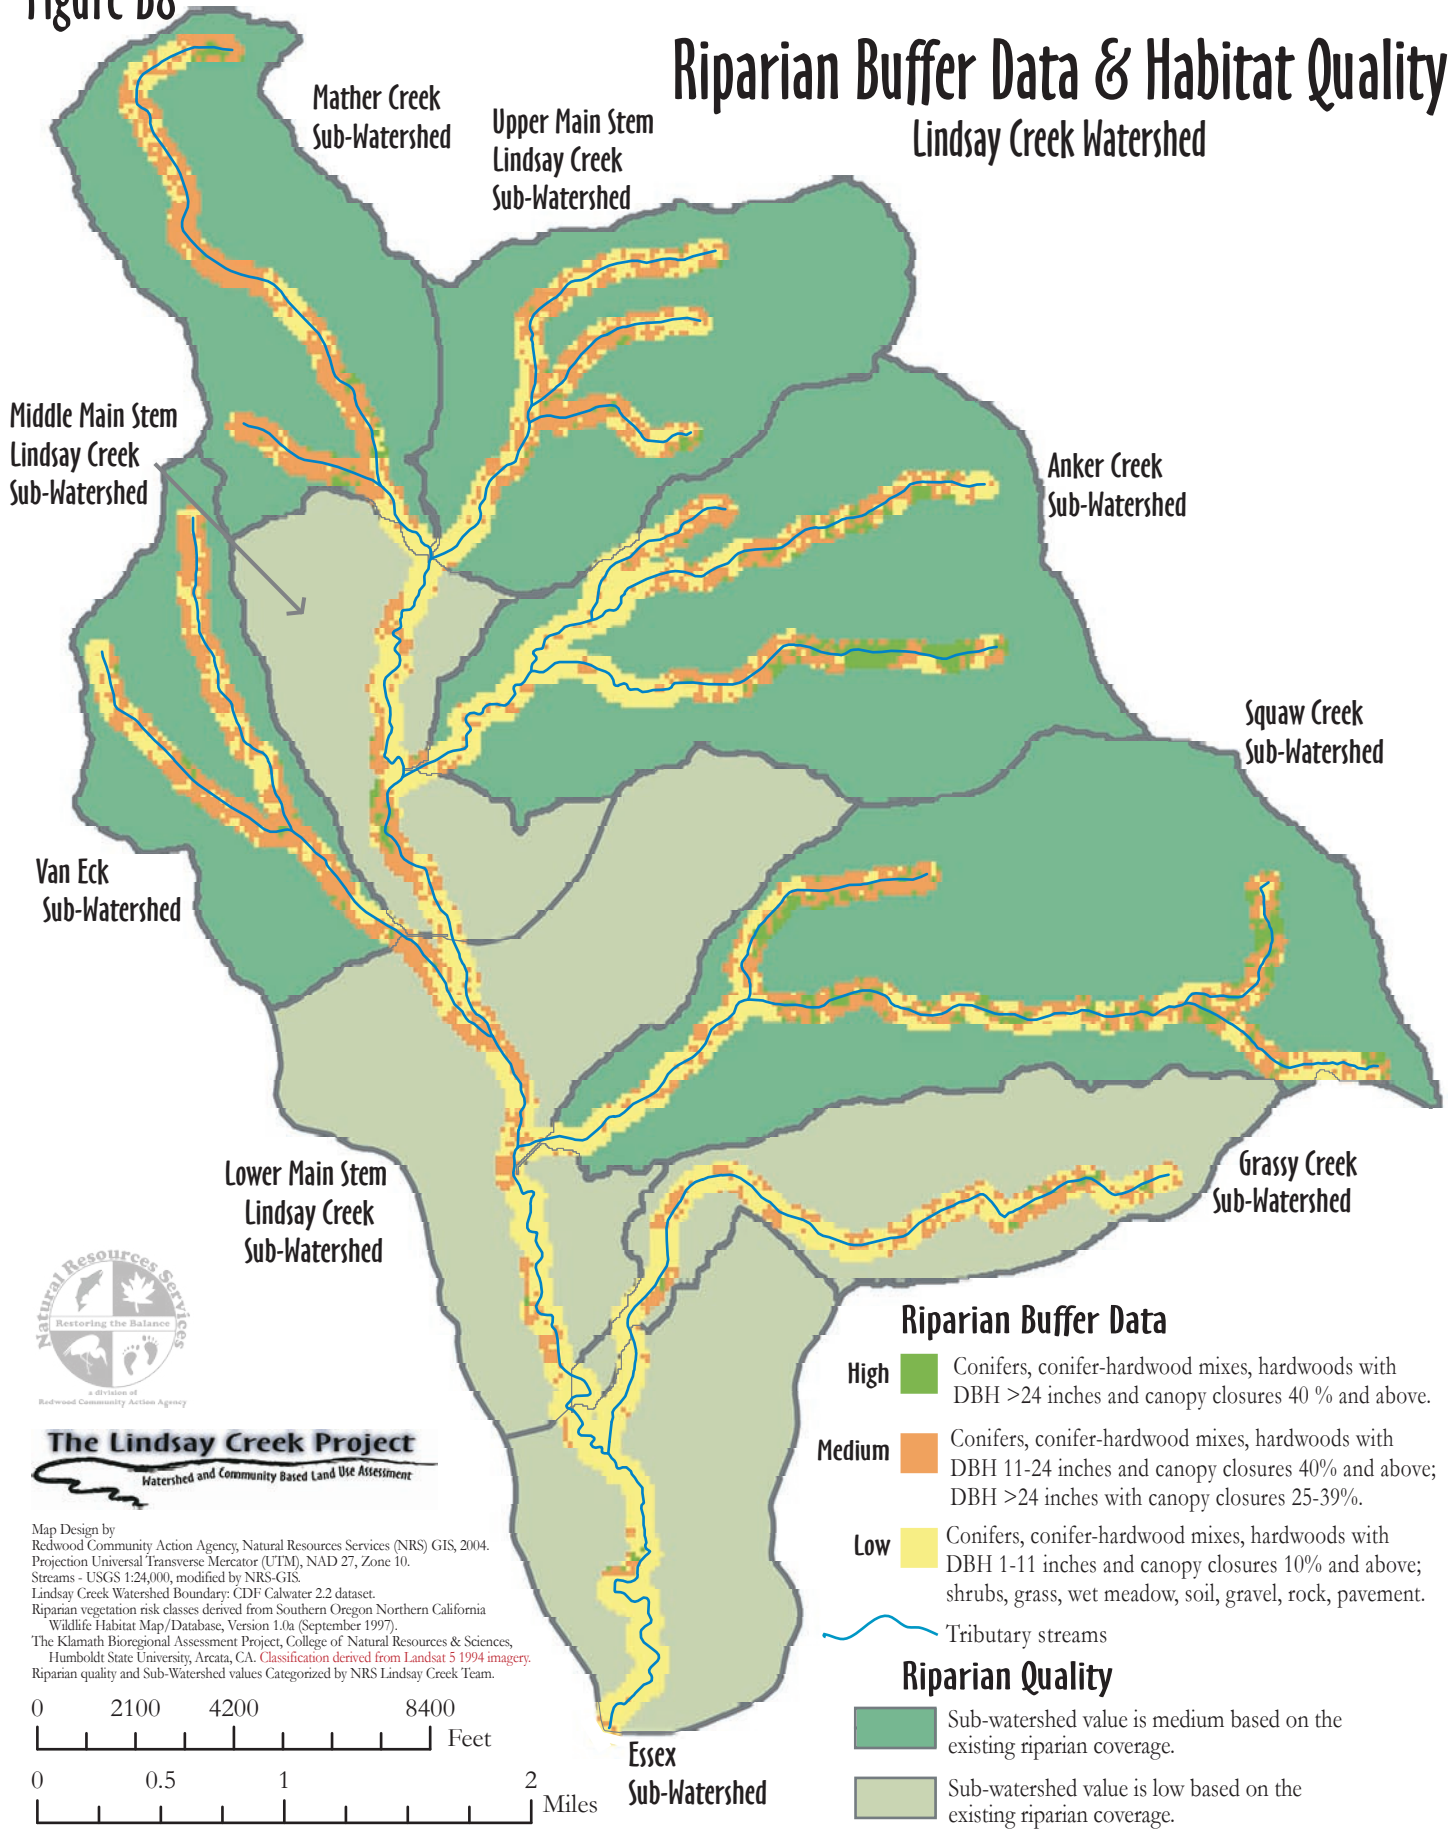 Figure D8
Riparian Buffer Data & Habitat Quality
Lindsay Creek Watershed
Mather Creek
Sub-Watershed
Upper Main Stem
Lindsay Creek
Sub-Watershed
Middle Main Stem
Lindsay Creek
Sub-Watershed
Anker Creek
Sub-Watershed
Squaw Creek
Sub-Watershed
Van Eck
Sub-Watershed
Lower Main Stem
Lindsay Creek
Sub-Watershed
Grassy Creek
Sub-Watershed
Essex
Sub-Watershed
Natural Resources Services
Restoring the Balance
a division of
Redwood Community Action Agency
The Lindsay Creek Project
Watershed and Community Based Land Use Assessment
Map Design by
Redwood Community Action Agency, Natural Resources Services (NRS) GIS, 2004.
Projection Universal Transverse Mercator (UTM), NAD 27, Zone 10.
Streams - USGS 1:24,000, modified by NRS-GIS.
Lindsay Creek Watershed Boundary: CDF Calwater 2.2 dataset.
Riparian vegetation risk classes derived from Southern Oregon Northern California
Wildlife Habitat Map/Database, Version 1.0a (September 1997).
The Klamath Bioregional Assessment Project, College of Natural Resources & Sciences,
Humboldt State University, Arcata, CA. Classification derived from Landsat 5 1994 imagery.
Riparian quality and Sub-Watershed values Categorized by NRS Lindsay Creek Team.
0 2100 4200 8400
Feet
0 0.5 1 2
Miles
Riparian Buffer Data
High
Conifers, conifer-hardwood mixes, hardwoods with
DBH >24 inches and canopy closures 40 % and above.
Medium
Conifers, conifer-hardwood mixes, hardwoods with
DBH 11-24 inches and canopy closures 40% and above;
DBH >24 inches with canopy closures 25-39%.
Low
Conifers, conifer-hardwood mixes, hardwoods with
DBH 1-11 inches and canopy closures 10% and above;
shrubs, grass, wet meadow, soil, gravel, rock, pavement.
Tributary streams
Riparian Quality
Sub-watershed value is medium based on the
existing riparian coverage.
Sub-watershed value is low based on the
existing riparian coverage.